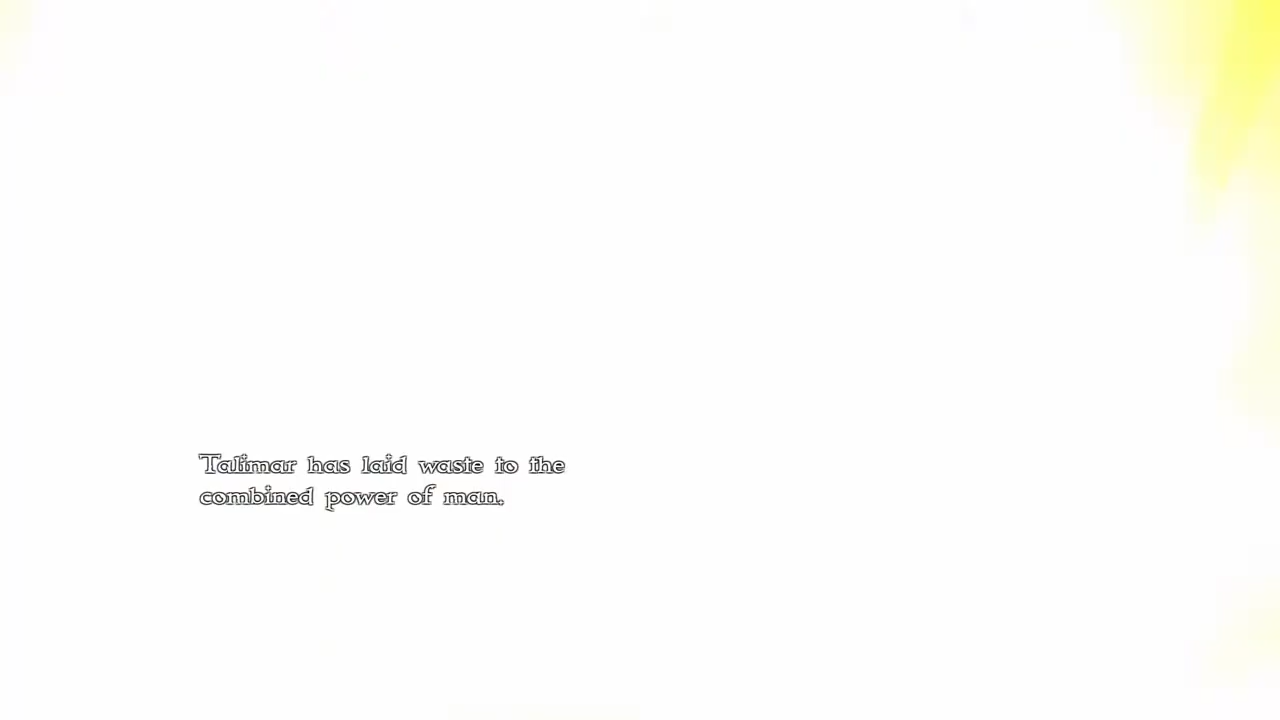 Talimar has laid waste to the
combined power of man.